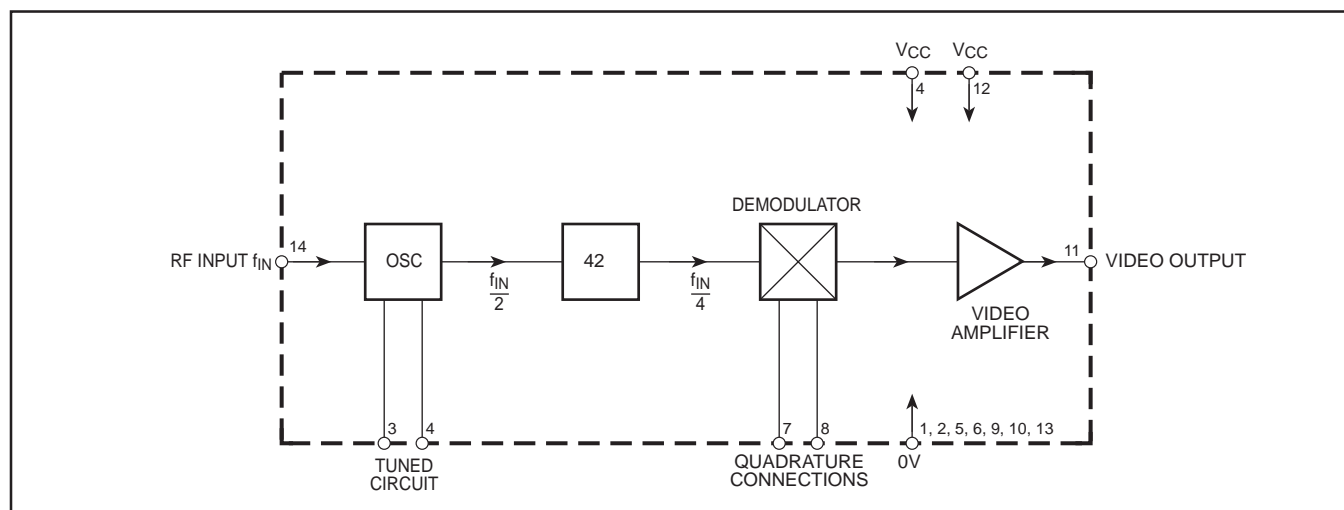 VCC VCC
4 12
DEMODULATOR
RF INPUT fIN 14 OSC fIN/2 42 fIN/4 11 VIDEO OUTPUT
VIDEO
AMPLIFIER
3 4 7 8 1, 2, 5, 6, 9, 10, 13
TUNED
CIRCUIT
QUADRATURE
CONNECTIONS
0V